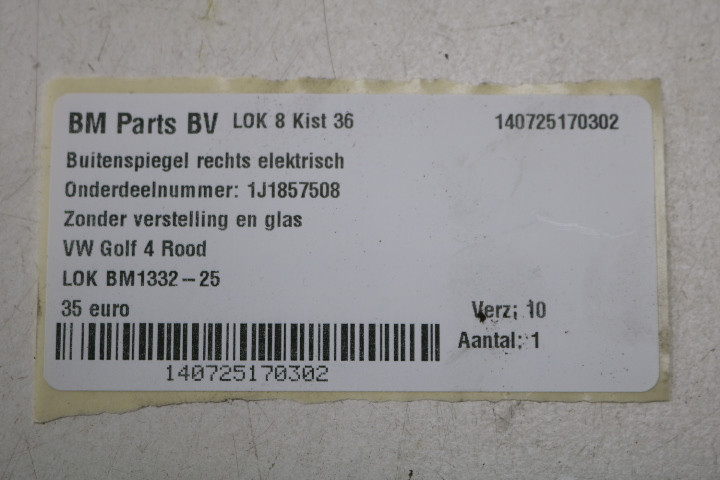 BM Parts BV LOK 8 Kist 36 140725170302
Buitenspiegel rechts elektrisch
Onderdeelnummer: 1J1857508
Zonder verstelling en glas
VW Golf 4 Rood
LOK BM1332-25
35 euro Verz; 10
Aantal: 1
140725170302